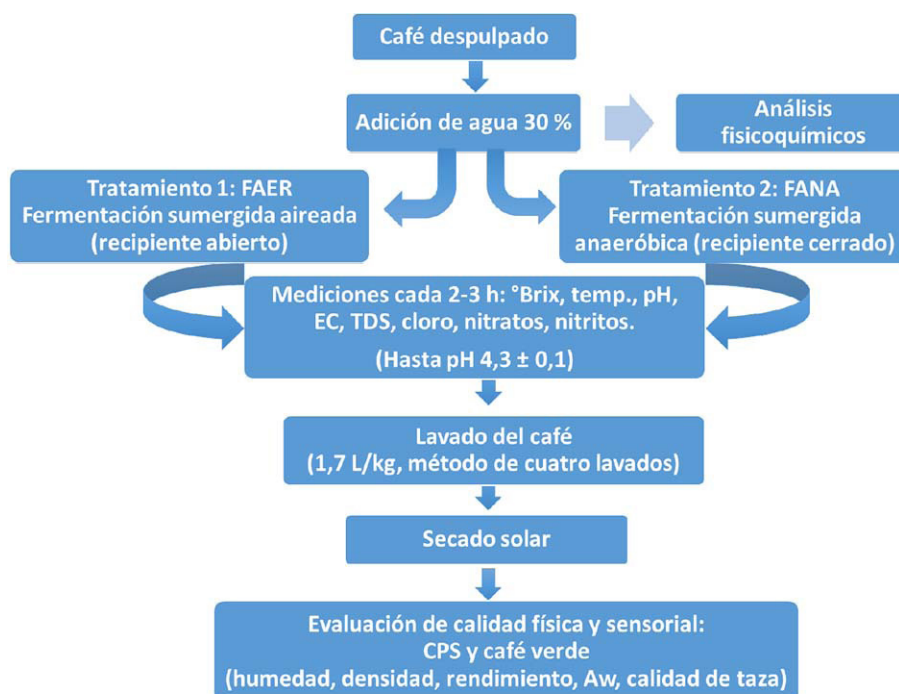 Café despulpado
Adición de agua 30 %
Análisis
fisicoquímicos
Tratamiento 1: FAER
Fermentación sumergida aireada
(recipiente abierto)
Tratamiento 2: FANA
Fermentación sumergida
anaeróbica (recipiente cerrado)
Mediciones cada 2-3 h: °Brix, temp., pH,
EC, TDS, cloro, nitratos, nitritos.
(Hasta pH 4,3 ± 0,1)
Lavado del café
(1,7 L/kg, método de cuatro lavados)
Secado solar
Evaluación de calidad física y sensorial:
CPS y café verde
(humedad, densidad, rendimiento, Aw, calidad de taza)